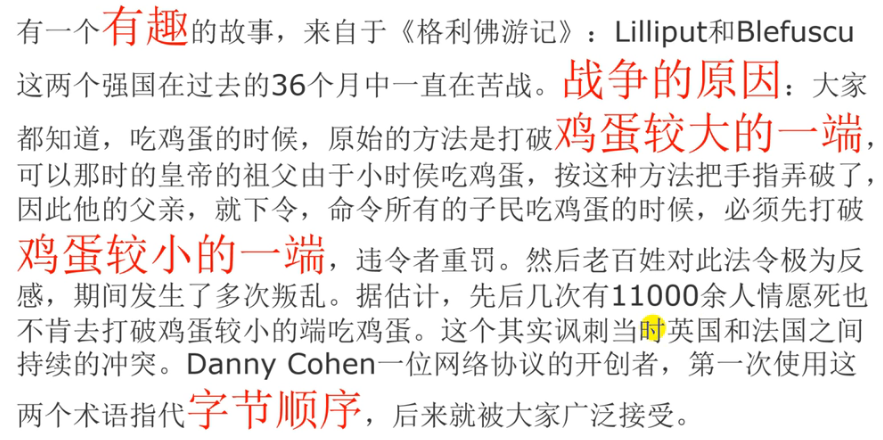 有一个有趣的故事，来自于《格利佛游记》：Lilliput和Blefuscu
这两个强国在过去的36个月中一直在苦战。战争的原因：大家
都知道，吃鸡蛋的时候，原始的方法是打破鸡蛋较大的一端，
可以那时的皇帝的祖父由于小时侯吃鸡蛋，按这种方法把手指弄破了，
因此他的父亲，就下令，命令所有的子民吃鸡蛋的时候，必须先打破
鸡蛋较小的一端，违令者重罚。然后老百姓对此法令极为反
感，期间发生了多次叛乱。据估计，先后几次有11000余人情愿死也
不肯去打破鸡蛋较小的端吃鸡蛋。这个其实讽刺当时英国和法国之间
持续的冲突。Danny Cohen一位网络协议的开创者，第一次使用这
两个术语指代字节顺序，后来就被大家广泛接受。